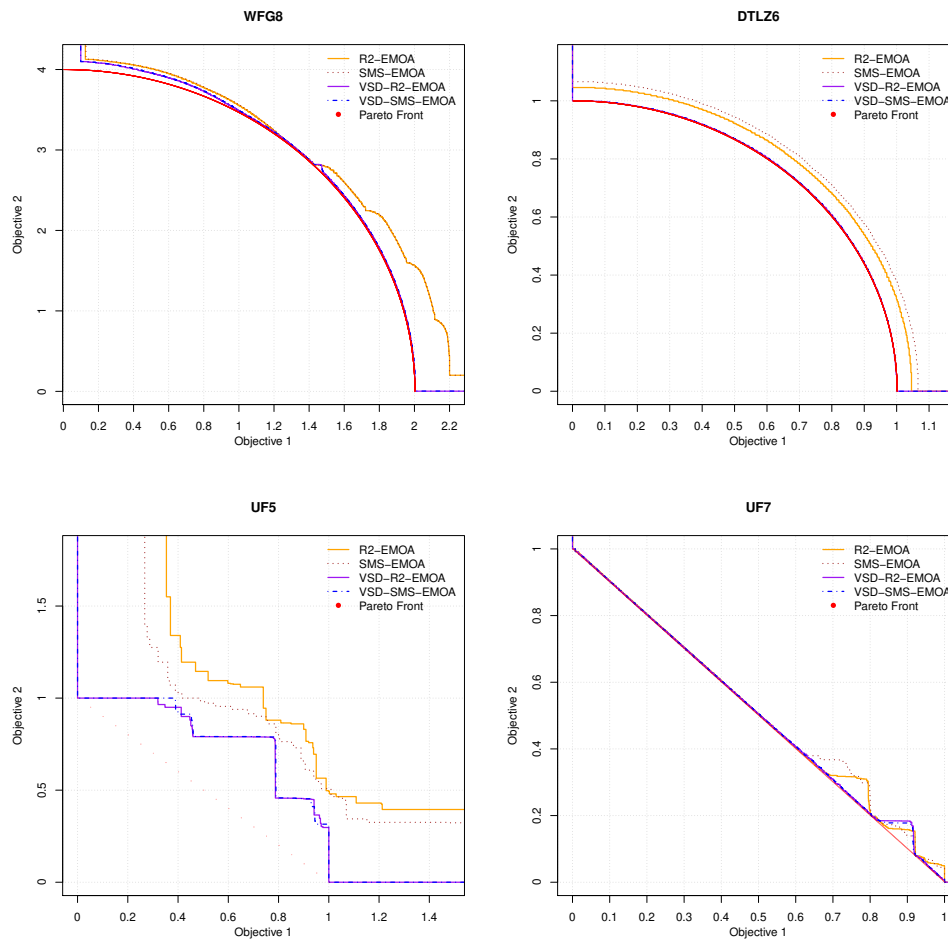 WFG8
R2−EMOA
SMS−EMOA
VSD−R2−EMOA
VSD−SMS−EMOA
Pareto Front
Objective 2
0 1 2 3 4
0 0.2 0.4 0.6 0.8 1 1.2 1.4 1.6 1.8 2 2.2
Objective 1
DTLZ6
R2−EMOA
SMS−EMOA
VSD−R2−EMOA
VSD−SMS−EMOA
Pareto Front
Objective 2
0 0.2 0.4 0.6 0.8 1
0 0.1 0.2 0.3 0.4 0.5 0.6 0.7 0.8 0.9 1 1.1
Objective 1
UF5
R2−EMOA
SMS−EMOA
VSD−R2−EMOA
VSD−SMS−EMOA
Pareto Front
Objective 2
0 0.5 1 1.5
0 0.2 0.4 0.6 0.8 1 1.2 1.4
Objective 1
UF7
R2−EMOA
SMS−EMOA
VSD−R2−EMOA
VSD−SMS−EMOA
Pareto Front
Objective 2
0 0.2 0.4 0.6 0.8 1
0 0.1 0.2 0.3 0.4 0.5 0.6 0.7 0.8 0.9 1
Objective 1